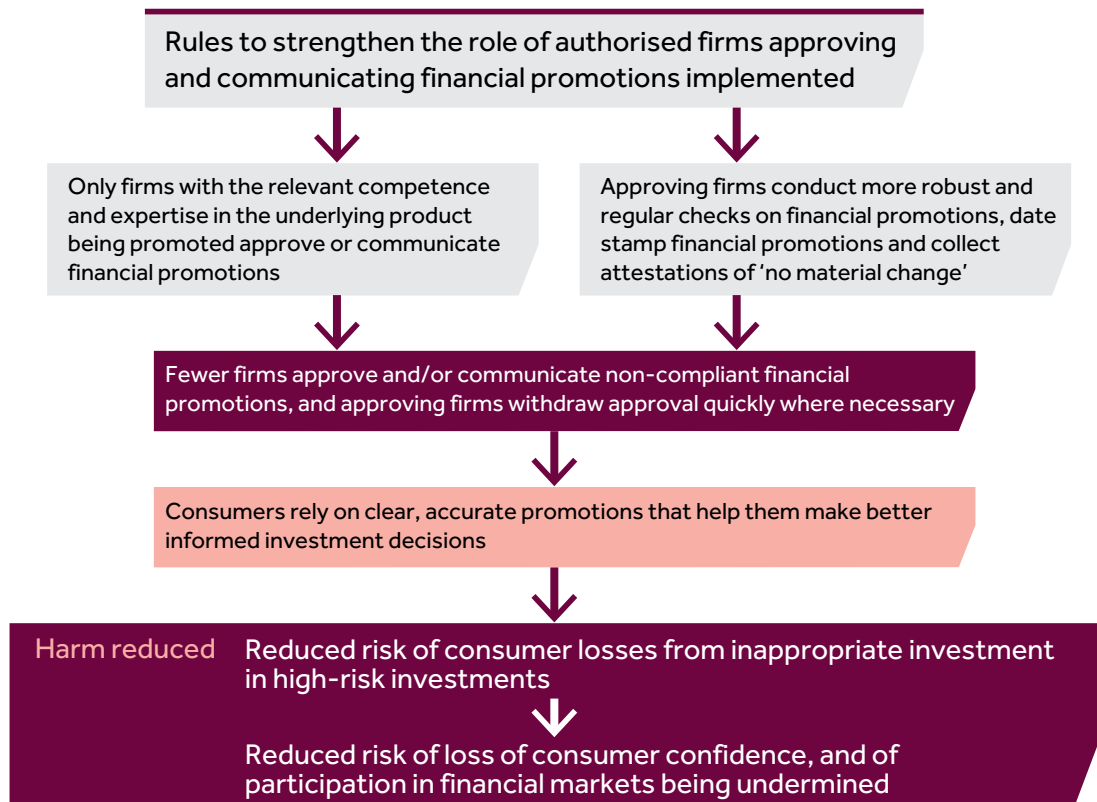 Rules to strengthen the role of authorised firms approving
and communicating financial promotions implemented
Only firms with the relevant competence
and expertise in the underlying product
being promoted approve or communicate
financial promotions
Approving firms conduct more robust and
regular checks on financial promotions, date
stamp financial promotions and collect
attestations of ‘no material change’
Fewer firms approve and/or communicate non-compliant financial
promotions, and approving firms withdraw approval quickly where necessary
Consumers rely on clear, accurate promotions that help them make better
informed investment decisions
Harm reduced
Reduced risk of consumer losses from inappropriate investment
in high-risk investments
Reduced risk of loss of consumer confidence, and of
participation in financial markets being undermined